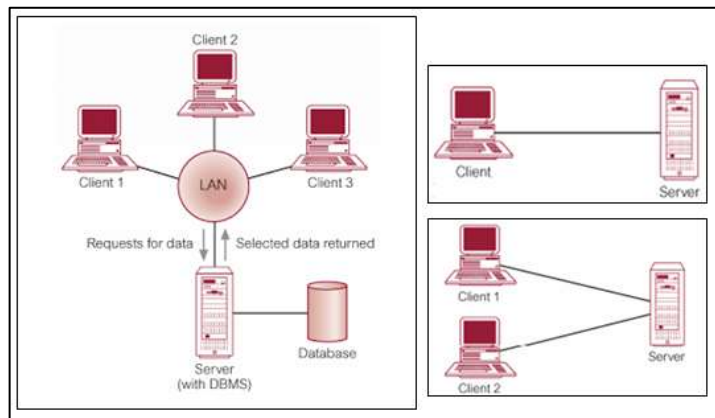 Client 2
Client 1
LAN
Client 3
Requests for data
Selected data returned
Server
(with DBMS)
Database
Client
Server
Client 1
Client 2
Server